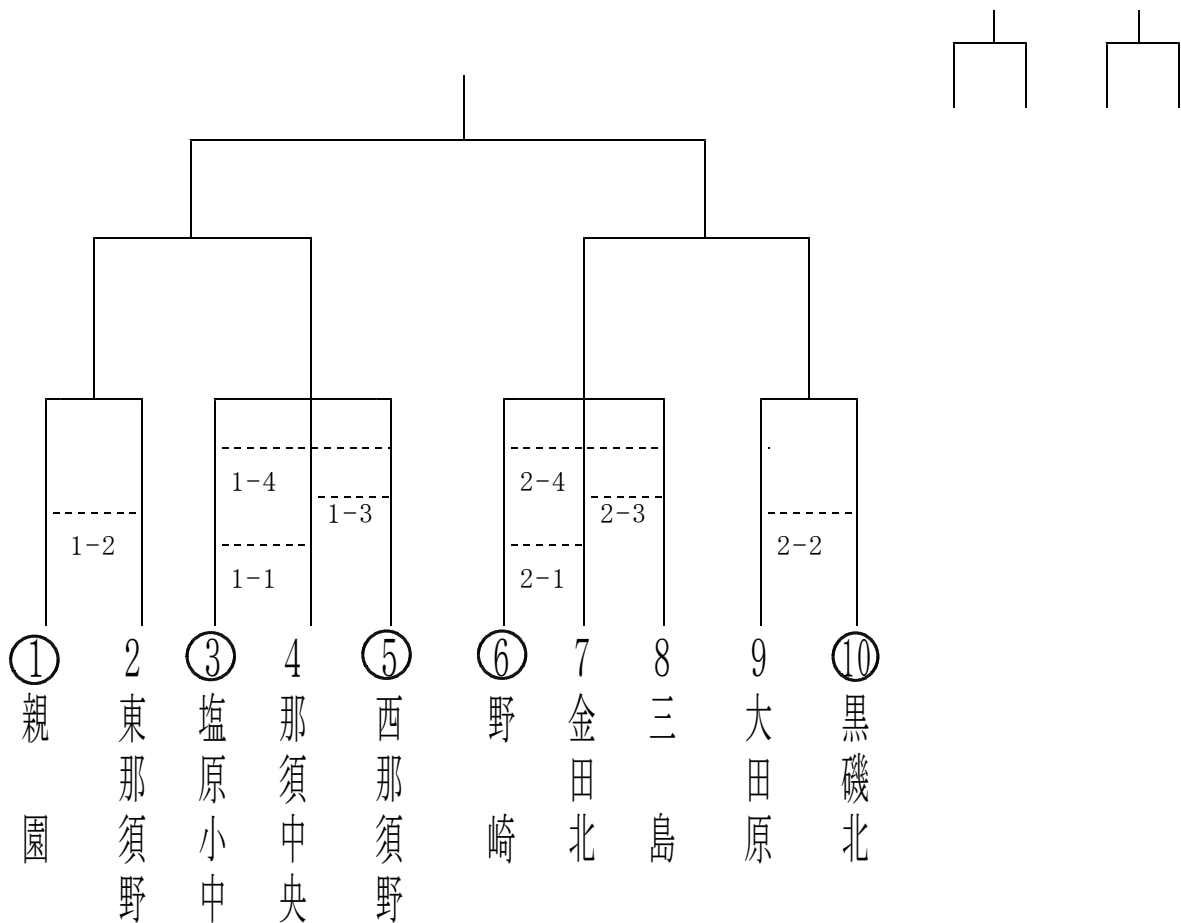 1-4
2-4
1-3
2-3
1-2
2-2
1-1
2-1
① 2 ③ 4 ⑤ ⑥ 7 8 9 ⑩
親園
東那須野
塩原小中
那須中央
西那須野
野崎
金田北
三島
大田原
黒磯北